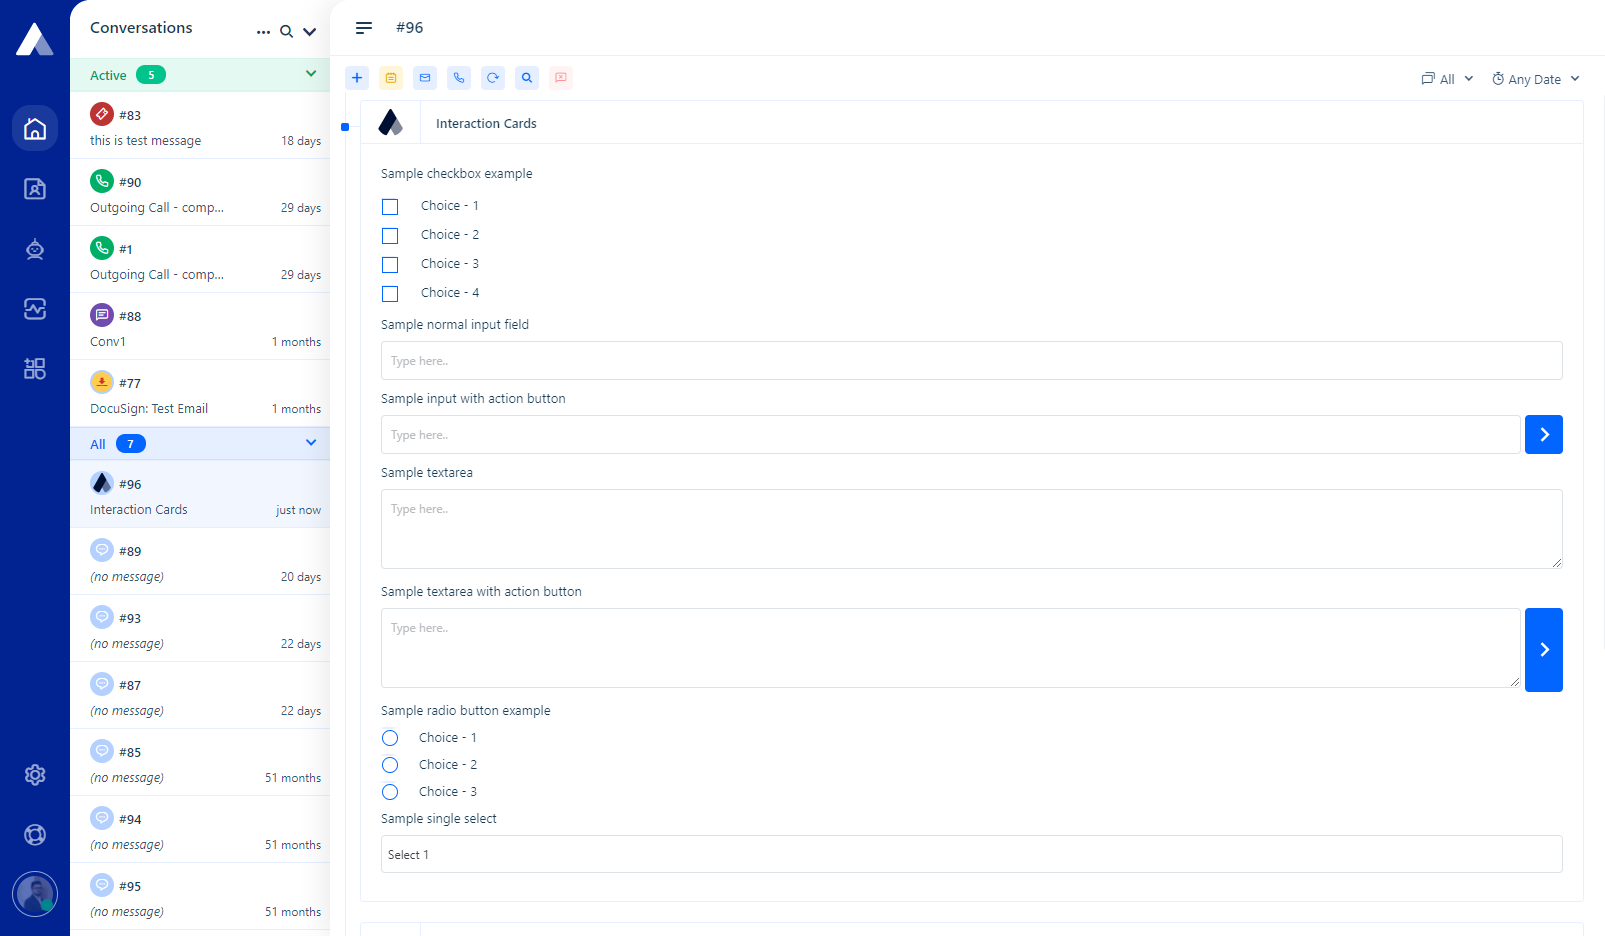 Conversations
Active 5
#83
this is test message 18 days
#90
Outgoing Call - comp... 29 days
#1
Outgoing Call - comp... 29 days
#88
Conv1 1 months
#77
DocuSign: Test Email 1 months
All 7
#96
Interaction Cards just now
#89
(no message) 20 days
#93
(no message) 22 days
#87
(no message) 22 days
#85
(no message) 51 months
#94
(no message) 51 months
#95
(no message) 51 months
#96
All Any Date
Interaction Cards
Sample checkbox example
Choice - 1
Choice - 2
Choice - 3
Choice - 4
Sample normal input field
Type here..
Sample input with action button
Type here..
Sample textarea
Type here..
Sample textarea with action button
Type here..
Sample radio button example
Choice - 1
Choice - 2
Choice - 3
Sample single select
Select 1